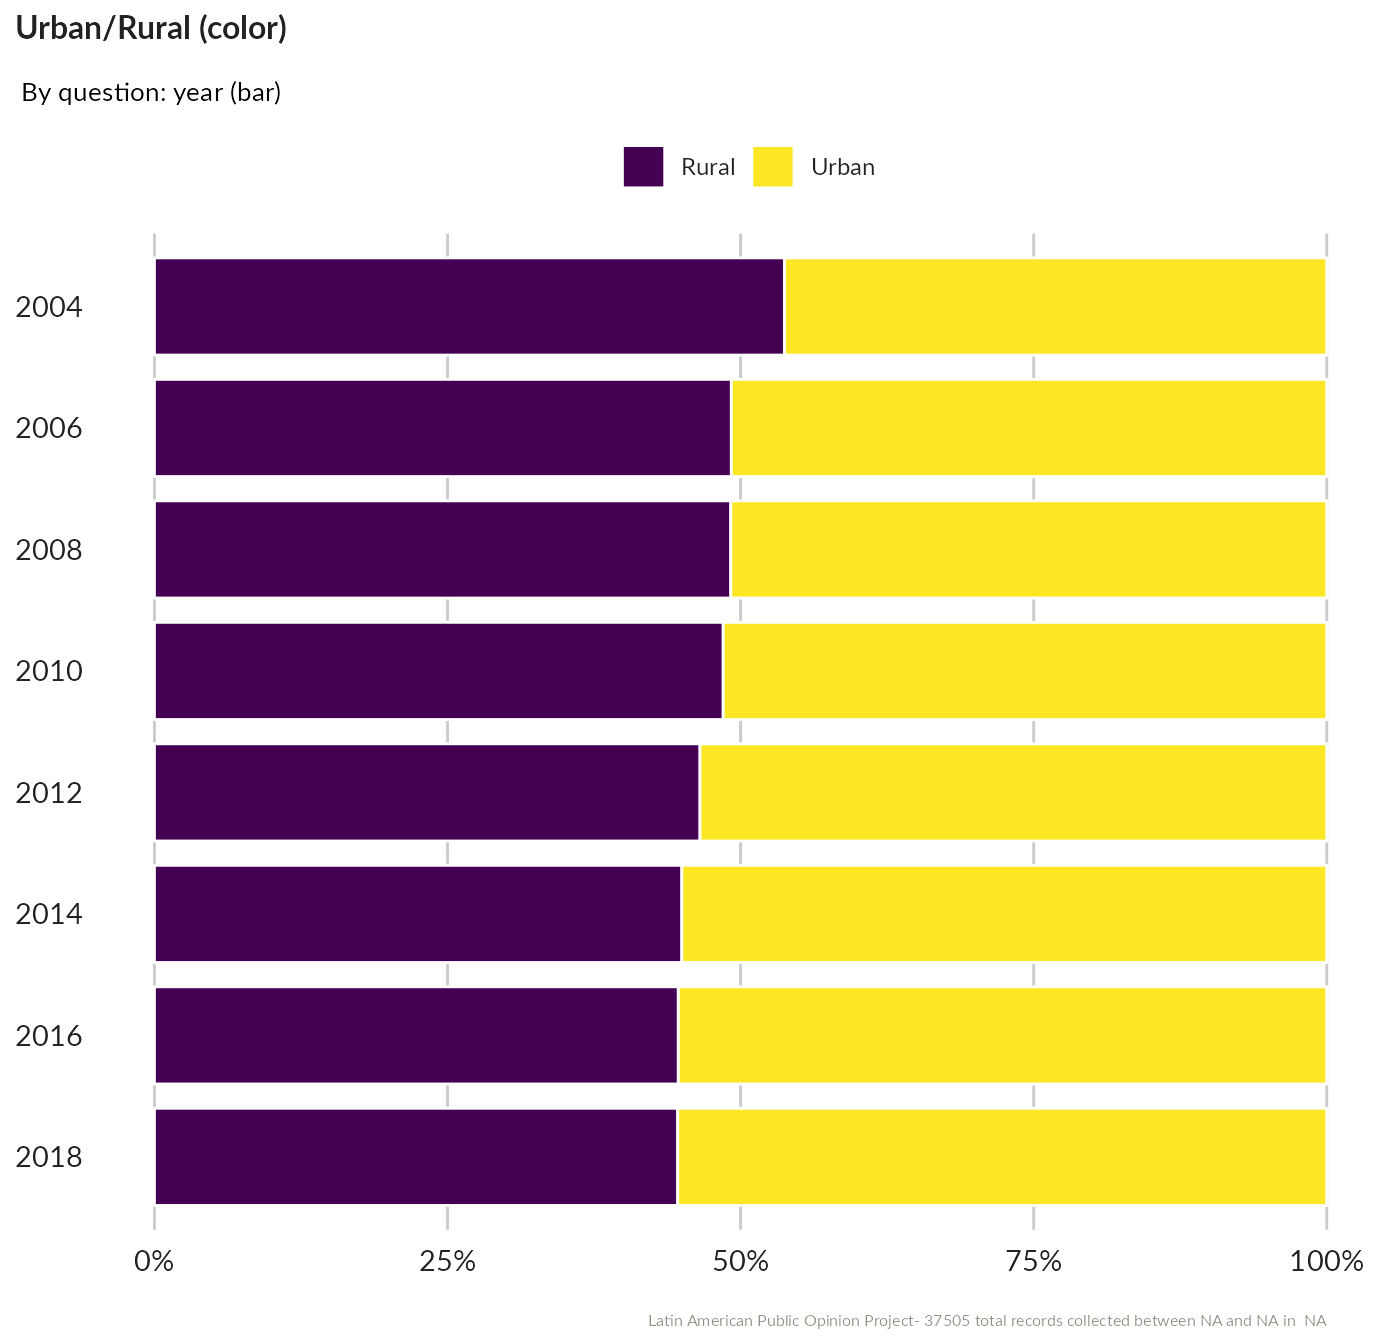 Urban/Rural (color)
By question: year (bar)
Rural Urban
2004
2006
2008
2010
2012
2014
2016
2018
0% 25% 50% 75% 100%
Latin American Public Opinion Project- 37505 total records collected between NA and NA in  NA